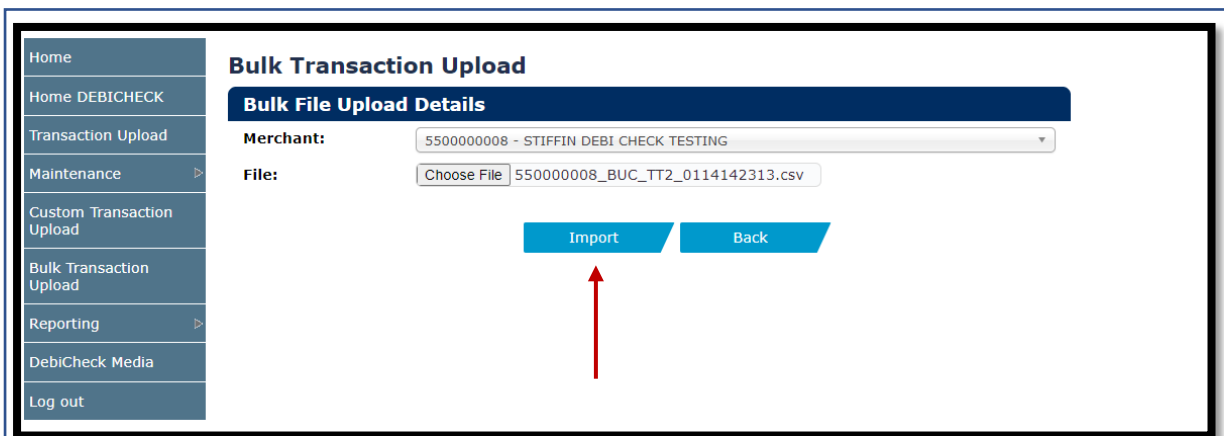 Home
Home DEBICHECK
Transaction Upload
Maintenance
Custom Transaction
Upload
Bulk Transaction
Upload
Reporting
DebiCheck Media
Log out
Bulk Transaction Upload
Bulk File Upload Details
Merchant: 5500000008 - STIFFIN DEBI CHECK TESTING
File: Choose File 550000008_BUC_TT2_0114142313.csv
Import Back